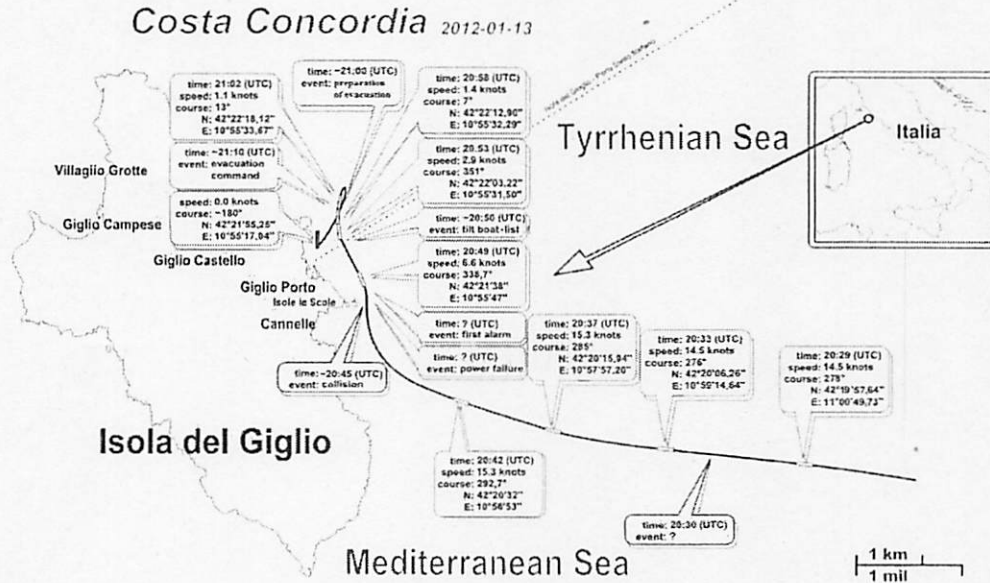 Costa Concordia 2012-01-13
time: ~21:00 (UTC)
event: preparation
of evacuation
time: 21:02 (UTC)
speed: 1.1 knots
course: 13°
N: 42°22'18,12"
E: 10°55'33,67"
time: 20:58 (UTC)
speed: 1.4 knots
course: 7°
N: 42°22'12,90"
E: 10°55'32,29"
Tyrrhenian Sea
Italia
time: ~21:10 (UTC)
event: evacuation
command
time: 20:53 (UTC)
speed: 2.9 knots
course: 351°
N: 42°22'03,22"
E: 10°55'31,50"
Villagiio Grotte
speed: 0.0 knots
course: ~180°
N: 42°21'55,25"
E: 10°55'17,04"
time: ~20:50 (UTC)
event: tilt boat-list
Giglio Campese
Giglio Castello
time: 20:49 (UTC)
speed: 6.6 knots
course: 338,7°
N: 42°21'38"
E: 10°55'47"
Giglio Porto
Isole le Scole
Cannelle
time: ? (UTC)
event: first alarm
time: ? (UTC)
event: power failure
time: 20:37 (UTC)
speed: 15.3 knots
course: 285°
N: 42°20'15,94"
E: 10°57'57,20"
time: 20:33 (UTC)
speed: 14.5 knots
course: 276°
N: 42°20'06,26"
E: 10°59'14,64"
time: 20:29 (UTC)
speed: 14.5 knots
course: 278°
N: 42°19'57,64"
E: 11°00'49,73"
time: ~20:45 (UTC)
event: collision
Isola del Giglio
time: 20:42 (UTC)
speed: 15.3 knots
course: 292,7°
N: 42°20'32"
E: 10°56'53"
time: 20:30 (UTC)
event: ?
Mediterranean Sea
1 km
1 mil